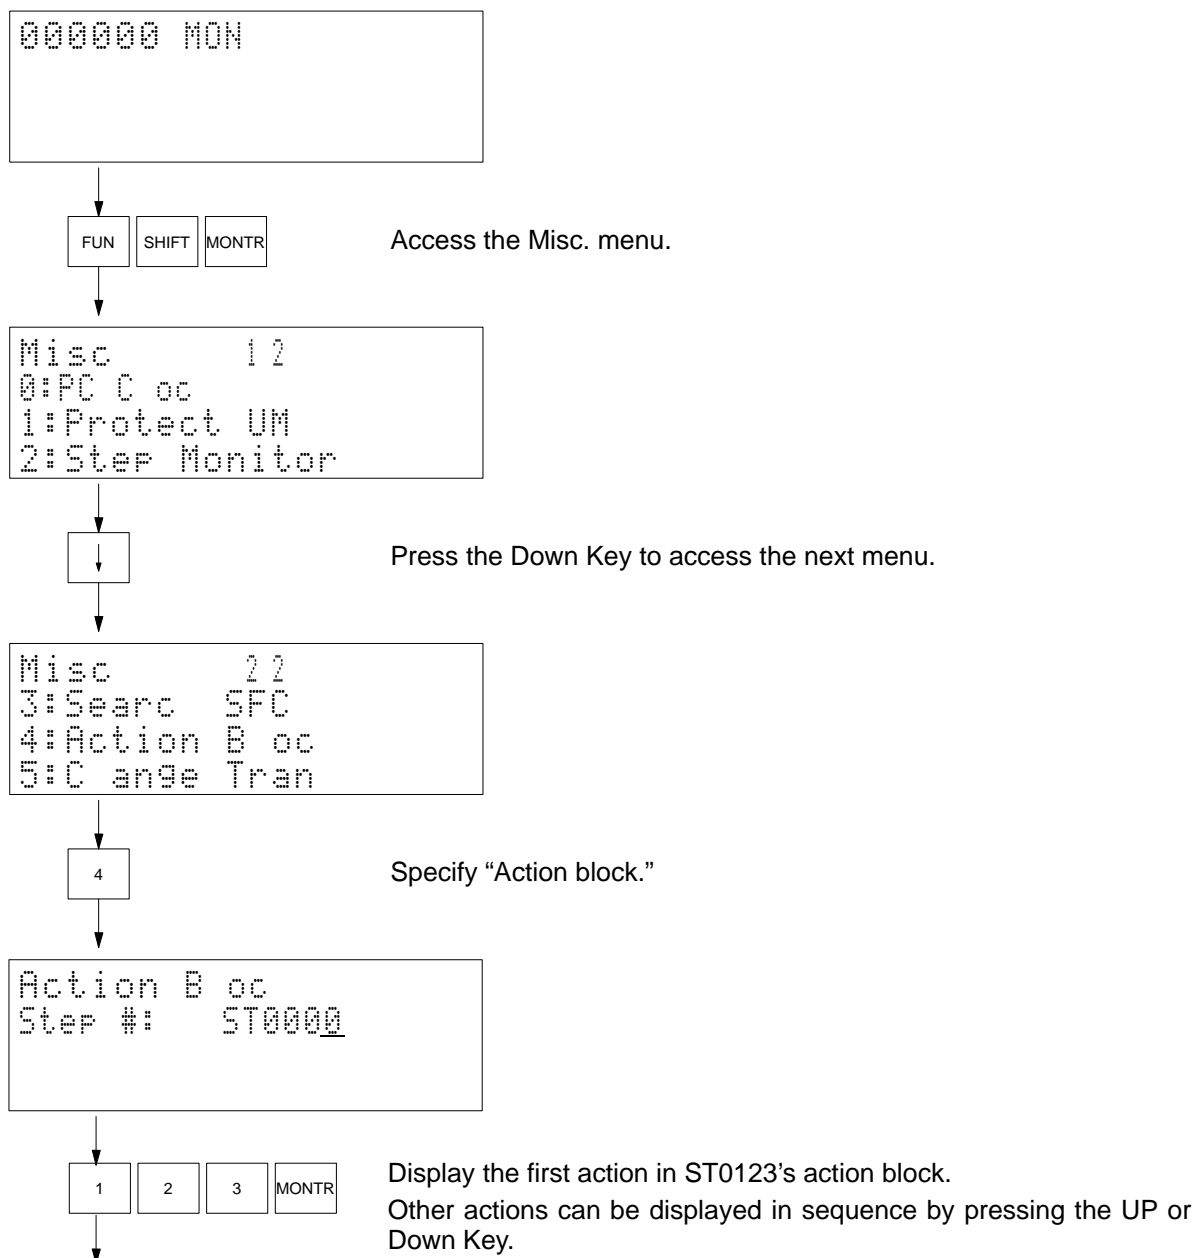 000000 MON
FUN SHIFT MONTR Access the Misc. menu.
Misc 1 2
0:PC C oc
1:Protect UM
2:Step Monitor
Press the Down Key to access the next menu.
Misc 2 2
3:Searc SFC
4:Action B oc
5:C ange Tran
4 Specify “Action block.”
Action B oc
Step #: ST0000
1 2 3 MONTR Display the first action in ST0123’s action block.
Other actions can be displayed in sequence by pressing the UP or
Down Key.